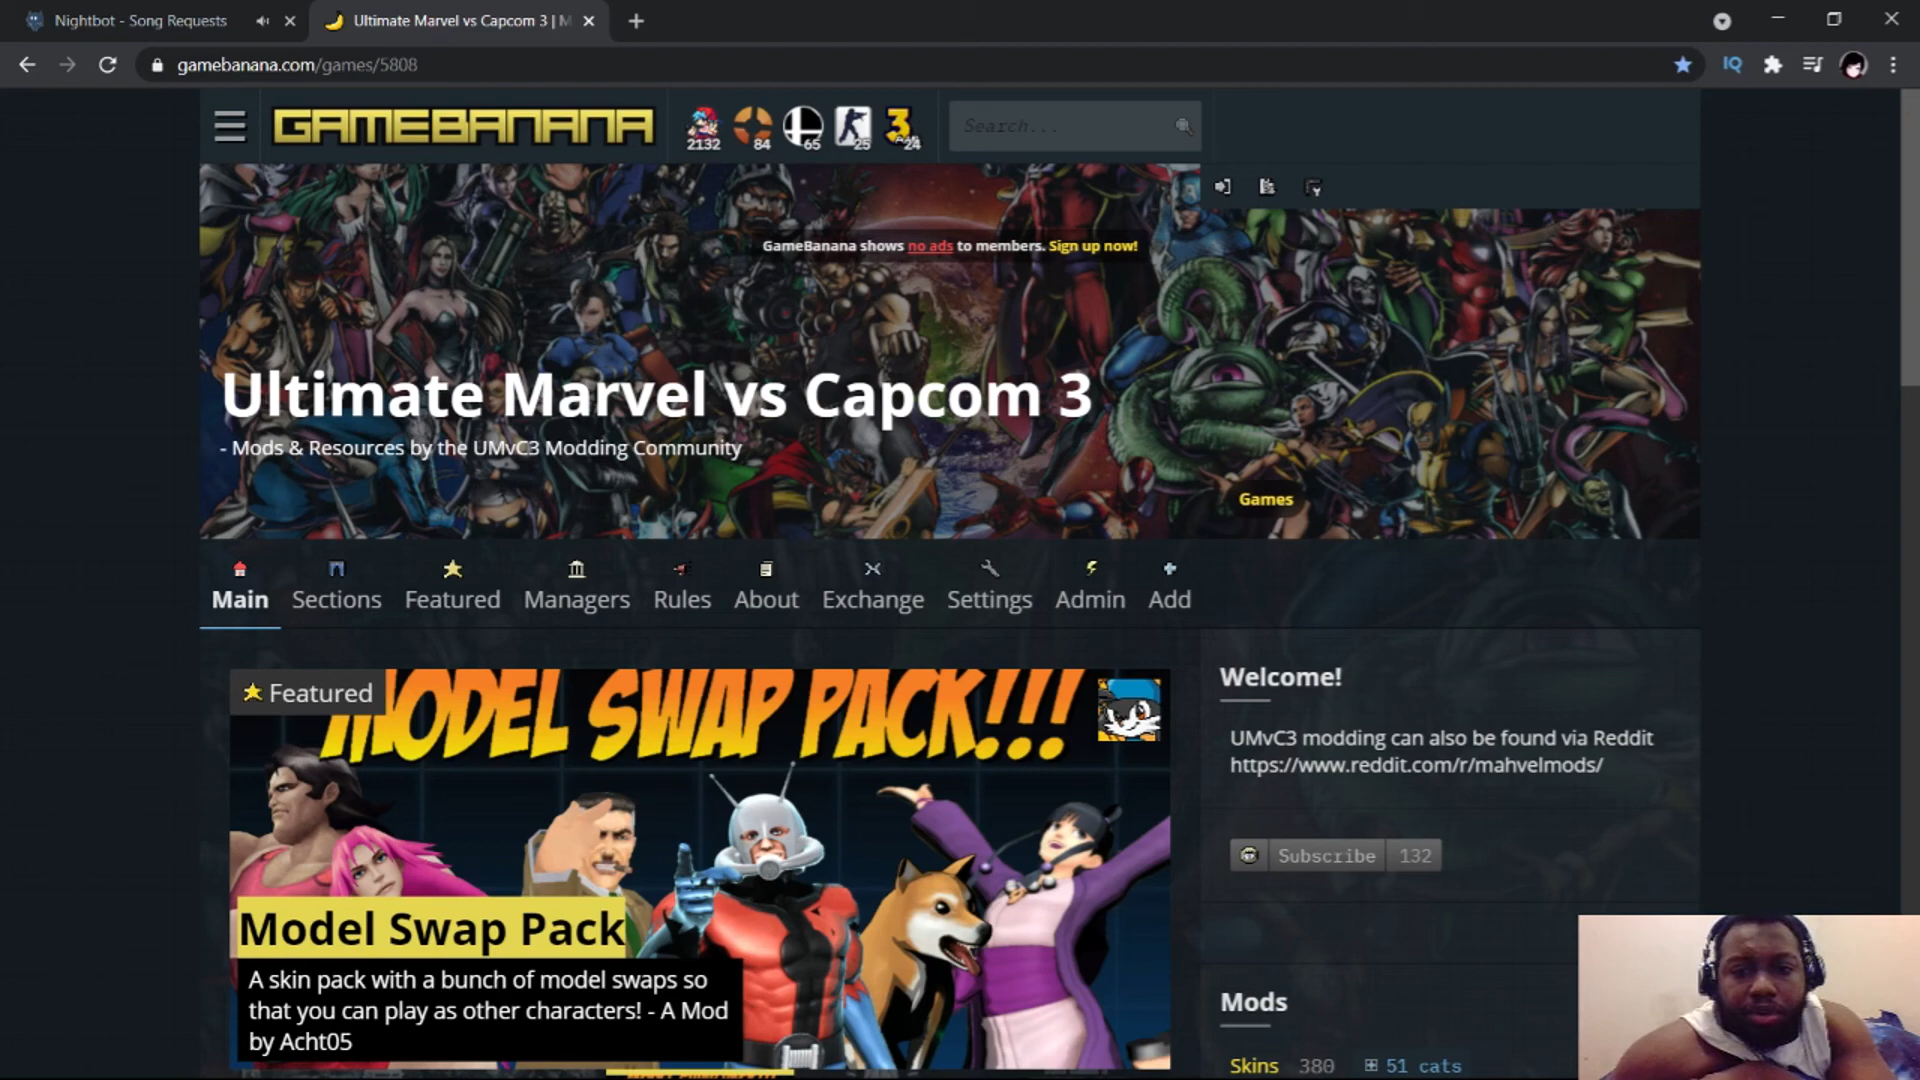 Nightbot - Song Requests
Ultimate Marvel vs Capcom 3 | M
gamebanana.com/games/5808
IQ
GAMEBANANA
2132
84
65
25
3
24
Search...
GameBanana shows no ads to members. Sign up now!
Ultimate Marvel vs Capcom 3
- Mods & Resources by the UMvC3 Modding Community
Games
Main
Sections
Featured
Managers
Rules
About
Exchange
Settings
Admin
Add
Featured
MODEL SWAP PACK!!!
Model Swap Pack
A skin pack with a bunch of model swaps so
that you can play as other characters! - A Mod
by Acht05
Welcome!
UMvC3 modding can also be found via Reddit
https://www.reddit.com/r/mahvelmods/
Subscribe 132
Mods
Skins 380 51 cats